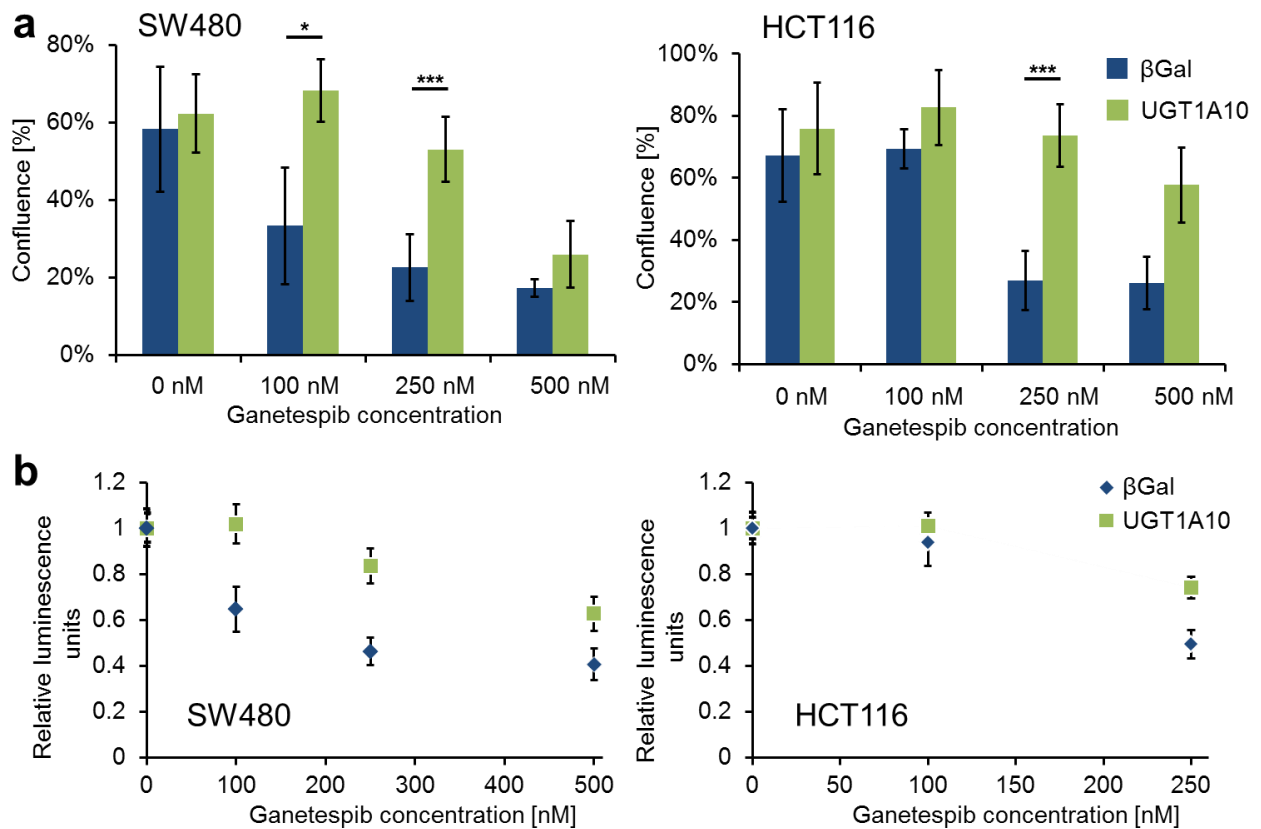 a
SW480
HCT116
80%
60%
40%
20%
0%
Confluence [%]
*
***
0 nM
100 nM
250 nM
500 nM
Ganetespib concentration
100%
80%
60%
40%
20%
0%
Confluence [%]
***
βGal
UGT1A10
0 nM
100 nM
250 nM
500 nM
Ganetespib concentration
b
1.2
1
0.8
0.6
0.4
0.2
0
Relative luminescence
units
SW480
0
100
200
300
400
500
Ganetespib concentration [nM]
1.2
1
0.8
0.6
0.4
0.2
0
Relative luminescence
units
βGal
UGT1A10
HCT116
0
50
100
150
200
250
Ganetespib concentration [nM]